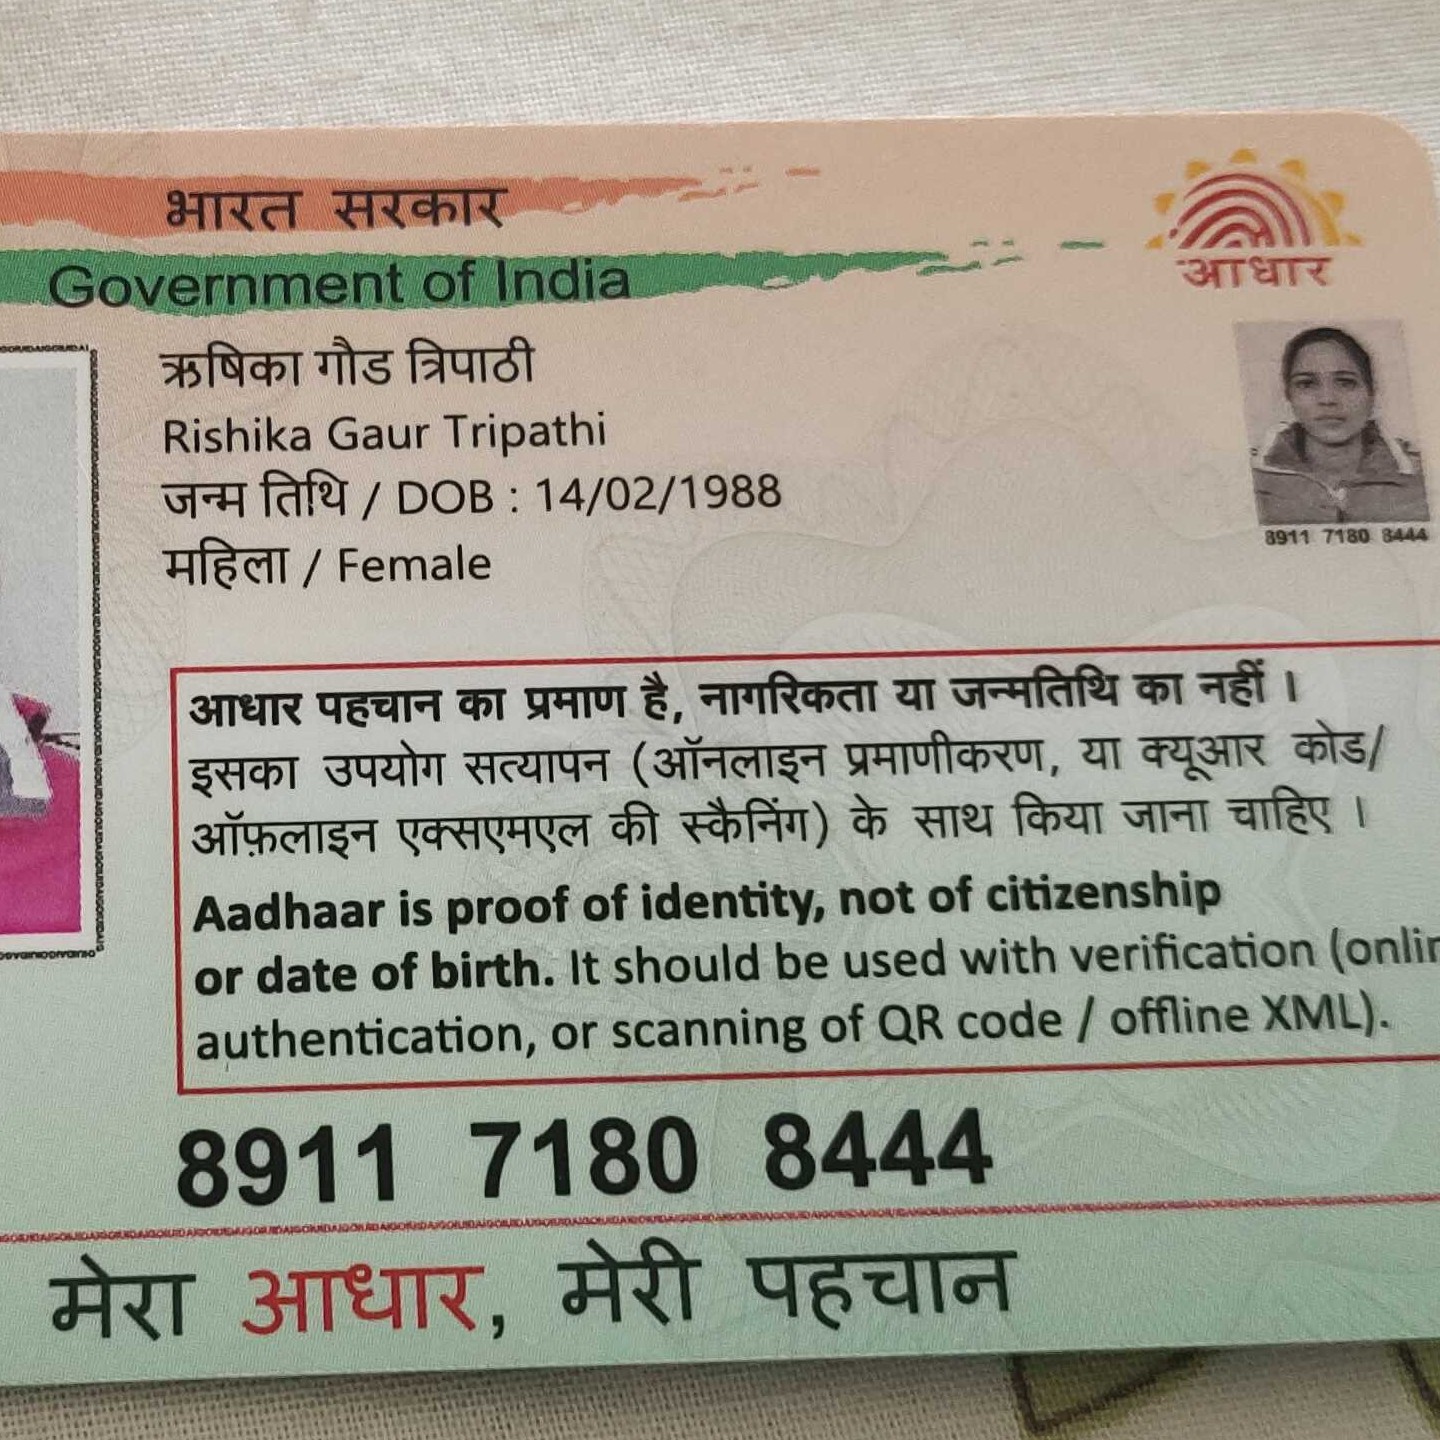 भारत सरकार
Government of India
आधार
ऋषिका गौड त्रिपाठी
Rishika Gaur Tripathi
जन्म तिथि / DOB : 14/02/1988
महिला / Female
8911 7180 8444
आधार पहचान का प्रमाण है, नागरिकता या जन्मतिथि का नहीं ।
इसका उपयोग सत्यापन (ऑनलाइन प्रमाणीकरण, या क्यूआर कोड/
ऑफ़लाइन एक्सएमएल की स्कैनिंग) के साथ किया जाना चाहिए ।
Aadhaar is proof of identity, not of citizenship
or date of birth. It should be used with verification
authentication, or scanning of QR code / offline XML).
8911 7180 8444
मेरा आधार, मेरी पहचान